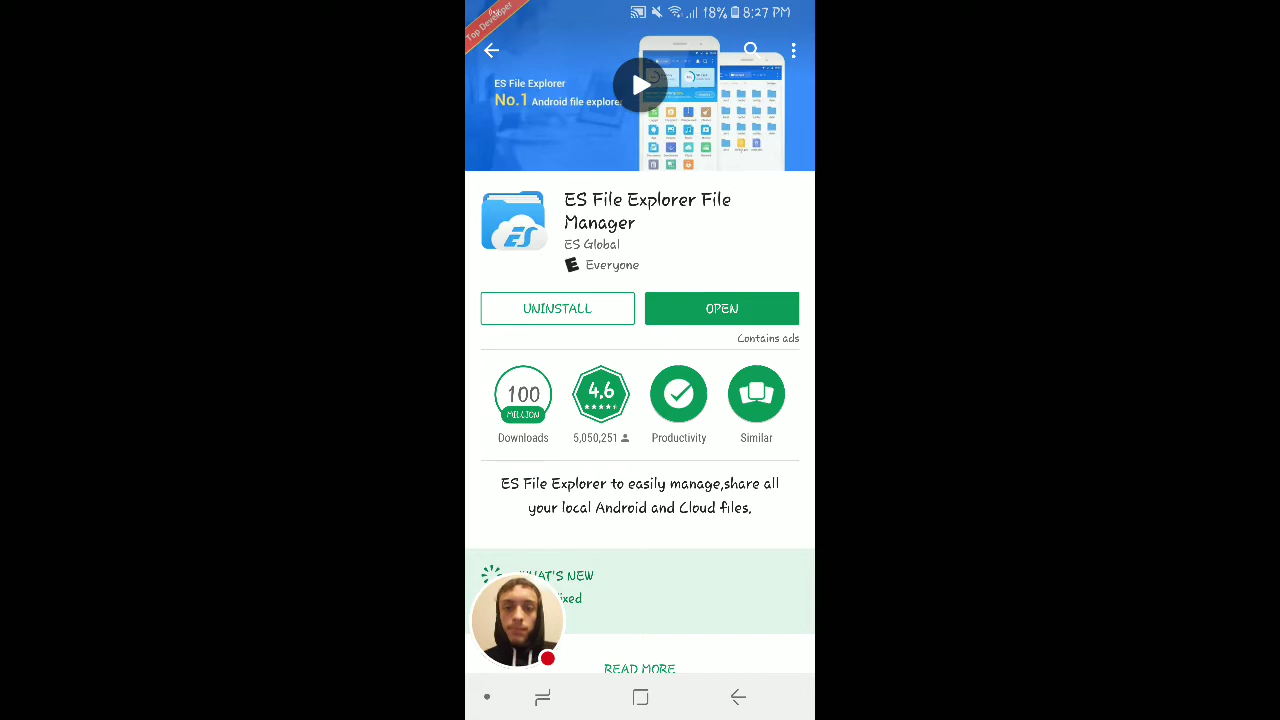 Top Developer
18% 8:27 PM
ES File Explorer
No.1 Android file explorer
ES
ES File Explorer File
Manager
ES Global
E Everyone
UNINSTALL
OPEN
Contains ads
100
MILLION
Downloads
4.6
5,050,251
Productivity
Similar
ES File Explorer to easily manage,share all
your local Android and Cloud files.
WHAT'S NEW
ixed
READ MORE